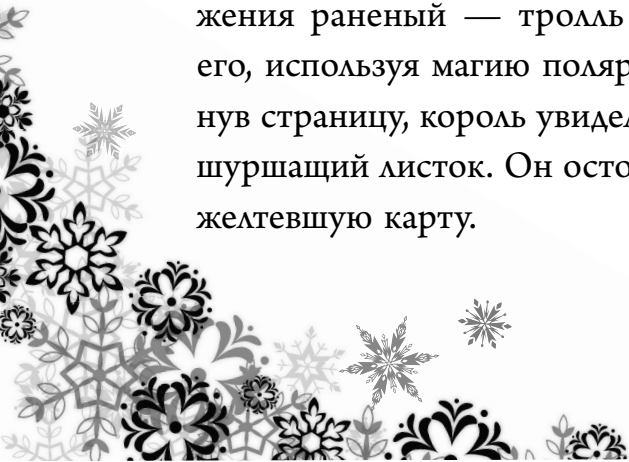 жения раненый — тролль
его, используя магию поляр
нув страницу, король увидел
шуршащий листок. Он осто
желтевшую карту.